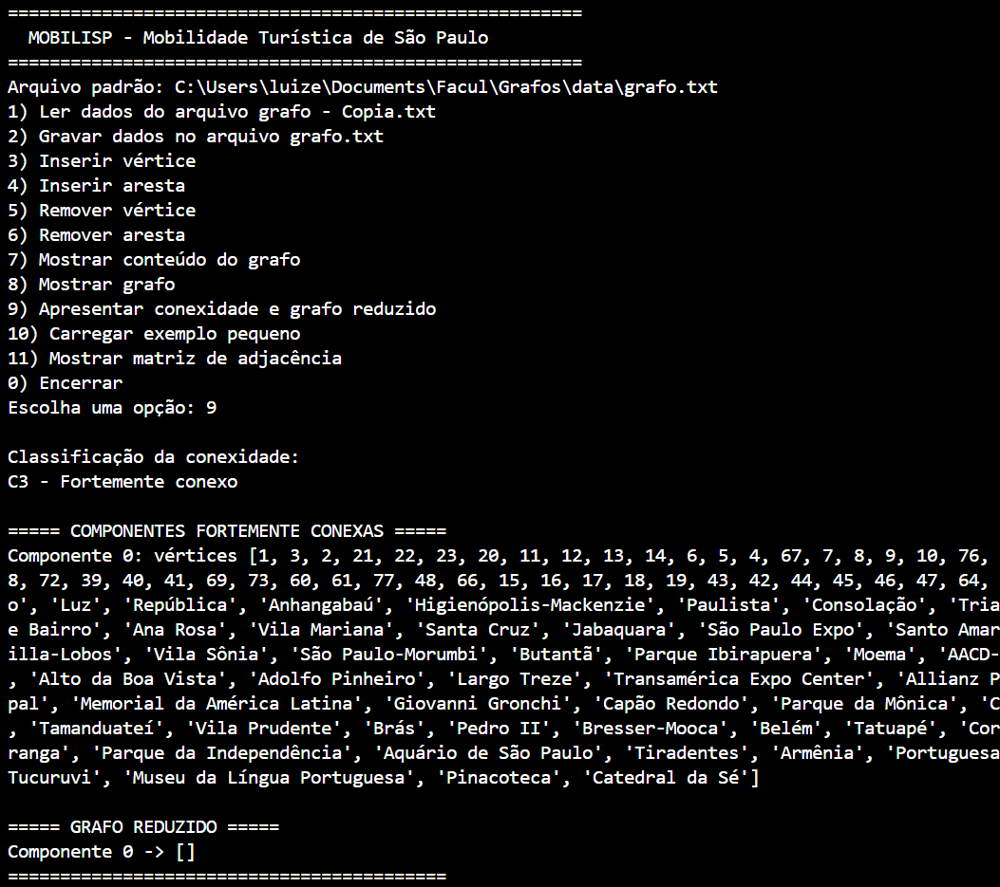 =======================================================
MOBILISP - Mobilidade Turística de São Paulo
=======================================================
Arquivo padrão: C:\Users\luize\Documents\Facul\Grafos\data\grafo.txt
1) Ler dados do arquivo grafo - Copia.txt
2) Gravar dados no arquivo grafo.txt
3) Inserir vértice
4) Inserir aresta
5) Remover vértice
6) Remover aresta
7) Mostrar conteúdo do grafo
8) Mostrar grafo
9) Apresentar conexidade e grafo reduzido
10) Carregar exemplo pequeno
11) Mostrar matriz de adjacência
0) Encerrar
Escolha uma opção: 9
Classificação da conexidade:
C3 - Fortemente conexo
===== COMPONENTES FORTEMENTE CONEXAS =====
Componente 0: vértices [1, 3, 2, 21, 22, 23, 20, 11, 12, 13, 14, 6, 5, 4, 67, 7, 8, 9, 10, 76,
8, 72, 39, 40, 41, 69, 73, 60, 61, 77, 48, 66, 15, 16, 17, 18, 19, 43, 42, 44, 45, 46, 47, 64,
o', 'Luz', 'República', 'Anhangabaú', 'Higienópolis-Mackenzie', 'Paulista', 'Consolação', 'Tria
e Bairro', 'Ana Rosa', 'Vila Mariana', 'Santa Cruz', 'Jabaquara', 'São Paulo Expo', 'Santo Amar
illa-Lobos', 'Vila Sônia', 'São Paulo-Morumbi', 'Butantã', 'Parque Ibirapuera', 'Moema', 'AACD-
, 'Alto da Boa Vista', 'Adolfo Pinheiro', 'Largo Treze', 'Transamérica Expo Center', 'Allianz P
pal', 'Memorial da América Latina', 'Giovanni Gronchi', 'Capão Redondo', 'Parque da Mônica', 'C
, 'Tamanduateí', 'Vila Prudente', 'Brás', 'Pedro II', 'Bresser-Mooca', 'Belém', 'Tatuapé', 'Cor
ranga', 'Parque da Independência', 'Aquário de São Paulo', 'Tiradentes', 'Armênia', 'Portuguesa
Tucuruvi', 'Museu da Língua Portuguesa', 'Pinacoteca', 'Catedral da Sé']
===== GRAFO REDUZIDO =====
Componente 0 -> []
==========================================